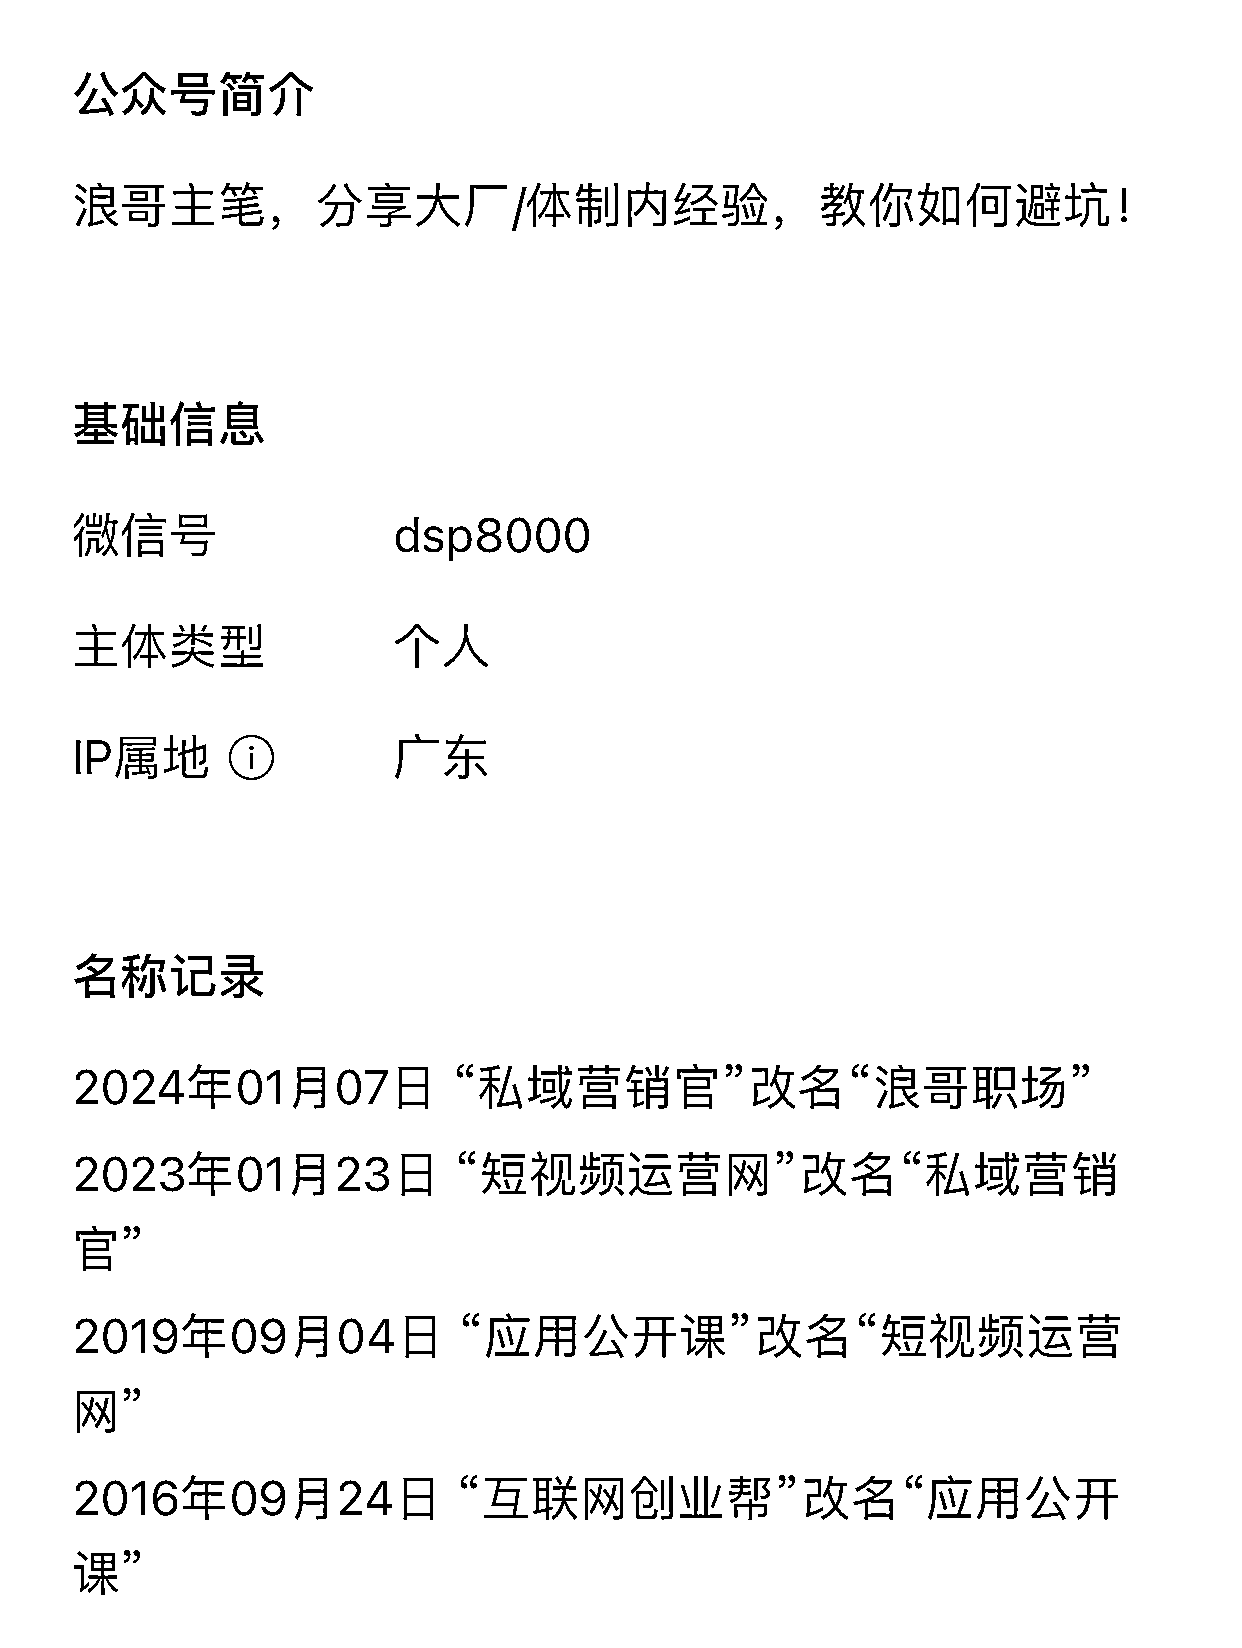 公众号简介
浪哥主笔，分享大厂/体制内经验，教你如何避坑！
基础信息
微信号 dsp8000
主体类型 个人
IP属地 ⓘ 广东
名称记录
2024年01月07日 “私域营销官”改名“浪哥职场”
2023年01月23日 “短视频运营网”改名“私域营销
官”
2019年09月04日 “应用公开课”改名“短视频运营
网”
2016年09月24日 “互联网创业帮”改名“应用公开
课”